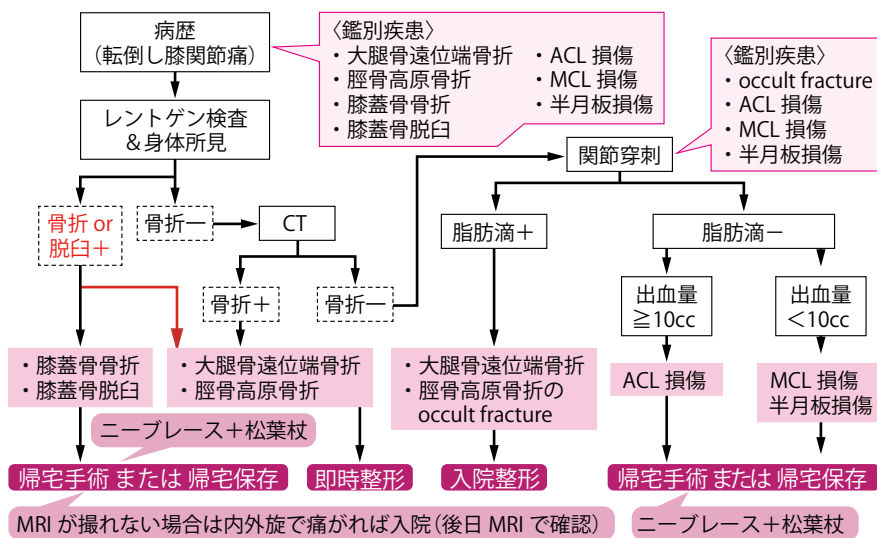 病歴
（転倒し膝関節痛）
〈鑑別疾患〉
・大腿骨遠位端骨折
・脛骨高原骨折
・膝蓋骨骨折
・膝蓋骨脱臼
・ACL 損傷
・MCL 損傷
・半月板損傷
〈鑑別疾患〉
・occult fracture
・ACL 損傷
・MCL 損傷
・半月板損傷
レントゲン検査
＆身体所見
関節穿刺
骨折 or
脱臼＋
骨折ー
CT
脂肪滴＋
脂肪滴−
骨折＋
骨折ー
出血量
≧10cc
出血量
＜10cc
・膝蓋骨骨折
・膝蓋骨脱臼
・大腿骨遠位端骨折
・脛骨高原骨折
・大腿骨遠位端骨折
・脛骨高原骨折の
occult fracture
ACL 損傷
MCL 損傷
半月板損傷
ニーブレース＋松葉杖
帰宅手術 または 帰宅保存
即時整形
入院整形
帰宅手術 または 帰宅保存
MRI が撮れない場合は内外旋で痛がれば入院（後日 MRI で確認）
ニーブレース＋松葉杖